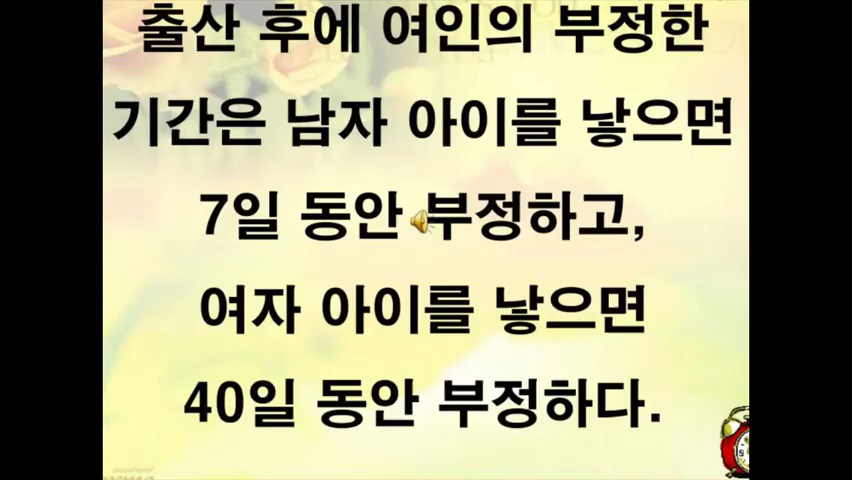 출산 후에 여인의 부정한
기간은 남자 아이를 낳으면
7일 동안 부정하고,
여자 아이를 낳으면
40일 동안 부정하다.